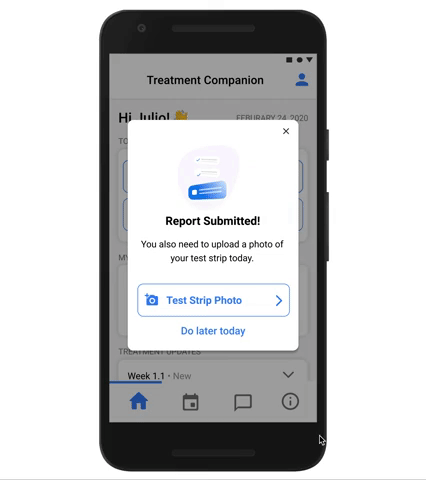 Treatment Companion
Hi Julio! 👋
FEBURARY 24, 2020
TO
Report Submitted!
You also need to upload a photo of
your test strip today.
MY
Test Strip Photo
Do later today
TREATMENT UPDATES
Week 1.1 • New